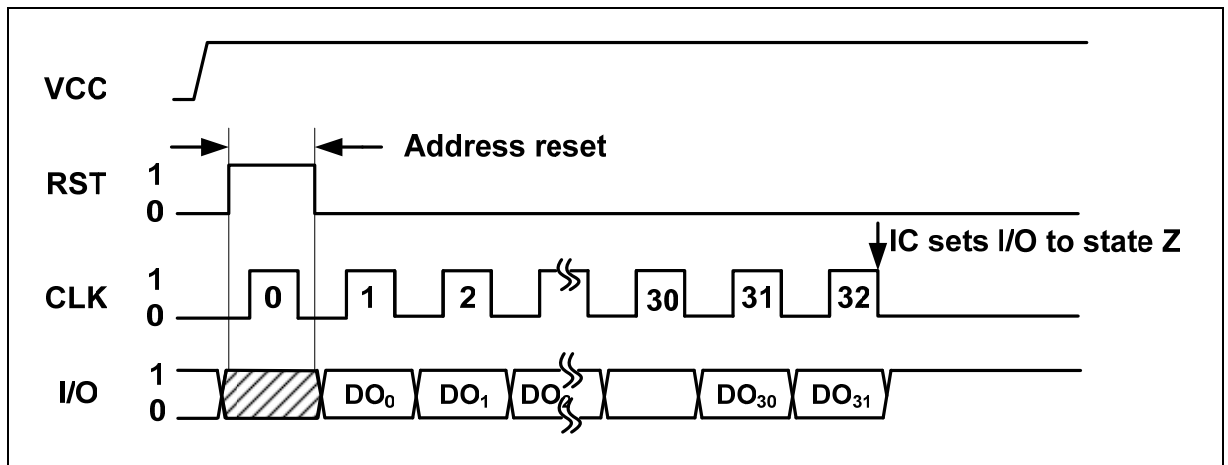 VCC
Address reset
RST 1
0
IC sets I/O to state Z
CLK 1
0
0 1 2 30 31 32
I/O 1
0
DO₀ DO₁ DO DO₃₀ DO₃₁